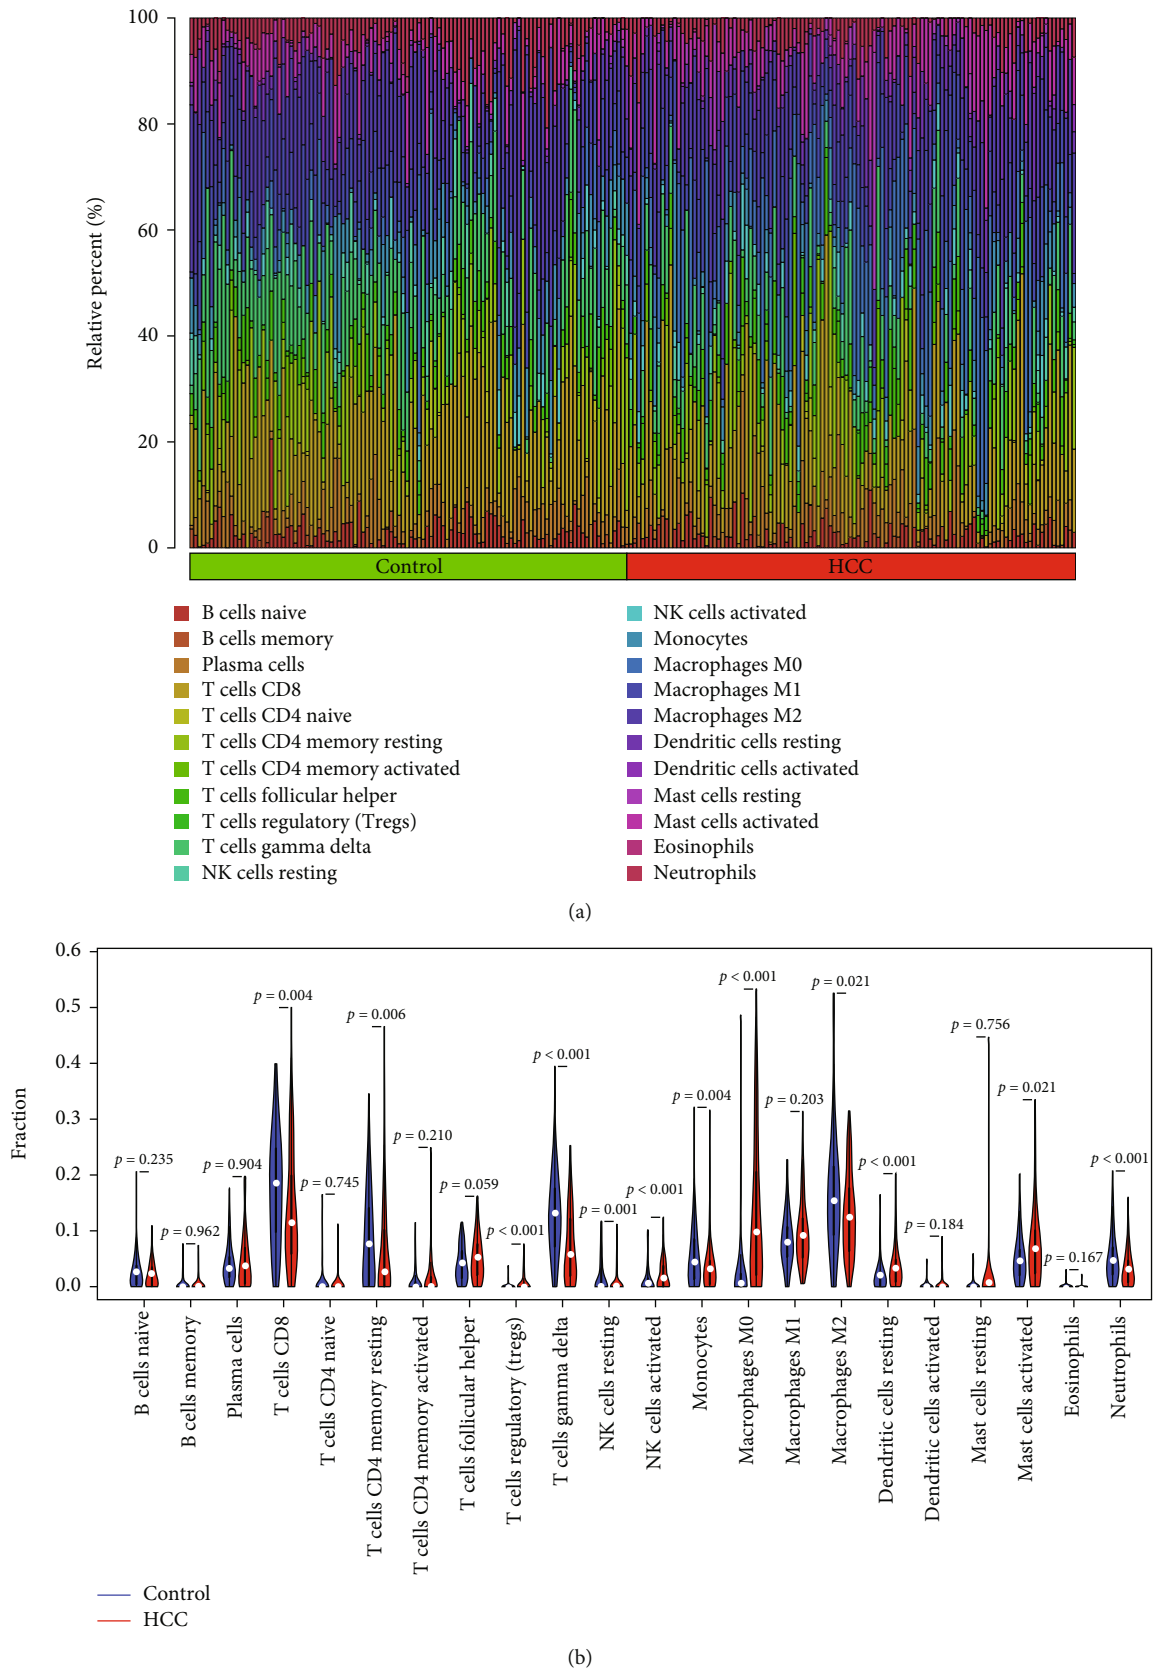 100
80
60
40
20
0
Relative percent (%)
Control
HCC
B cells naive
B cells memory
Plasma cells
T cells CD8
T cells CD4 naive
T cells CD4 memory resting
T cells CD4 memory activated
T cells follicular helper
T cells regulatory (Tregs)
T cells gamma delta
NK cells resting
NK cells activated
Monocytes
Macrophages M0
Macrophages M1
Macrophages M2
Dendritic cells resting
Dendritic cells activated
Mast cells resting
Mast cells activated
Eosinophils
Neutrophils
(a)
0.6
0.5
0.4
0.3
0.2
0.1
0.0
Fraction
p = 0.235
p = 0.962
p = 0.904
p = 0.004
p = 0.745
p = 0.006
p = 0.210
p = 0.059
p < 0.001
p < 0.001
p = 0.001
p < 0.001
p = 0.004
p < 0.001
p = 0.203
p = 0.021
p < 0.001
p = 0.184
p = 0.756
p = 0.021
p = 0.167
p < 0.001
B cells naive
B cells memory
Plasma cells
T cells CD8
T cells CD4 naive
T cells CD4 memory resting
T cells CD4 memory activated
T cells follicular helper
T cells regulatory (tregs)
T cells gamma delta
NK cells resting
NK cells activated
Monocytes
Macrophages M0
Macrophages M1
Macrophages M2
Dendritic cells resting
Dendritic cells activated
Mast cells resting
Mast cells activated
Eosinophils
Neutrophils
Control
HCC
(b)